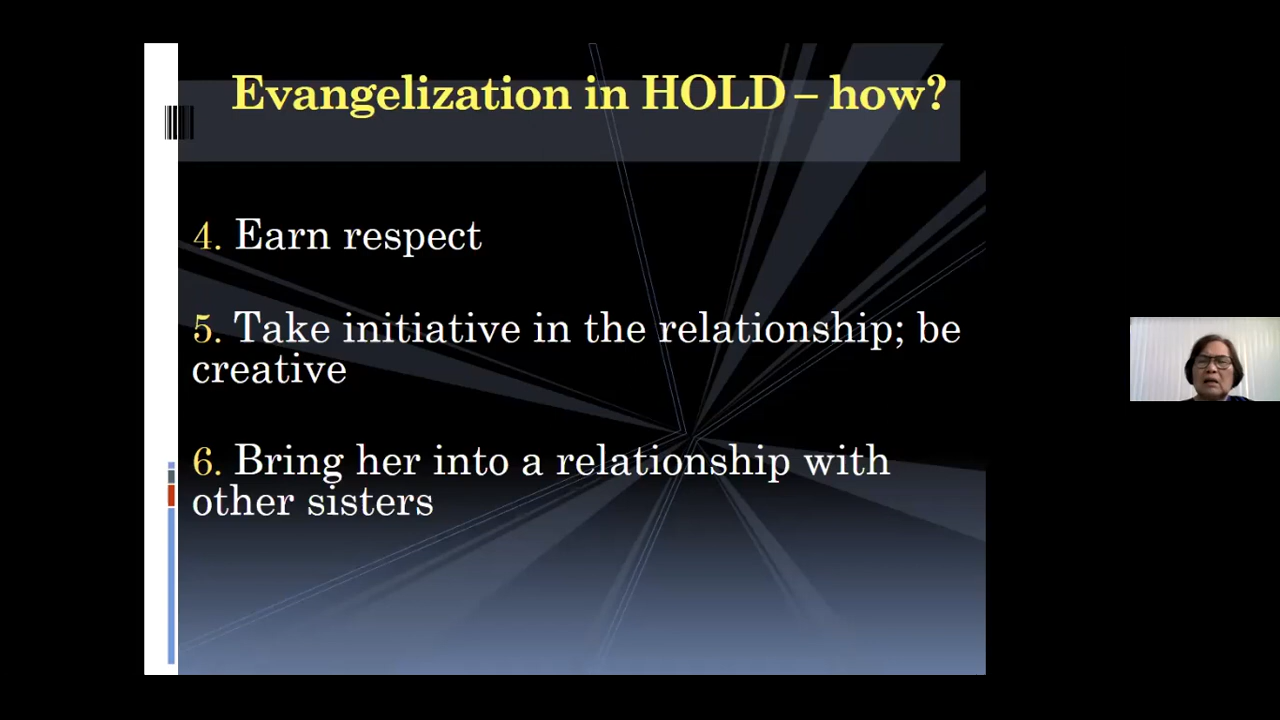 Evangelization in HOLD – how?
4. Earn respect
5. Take initiative in the relationship; be
creative
6. Bring her into a relationship with
other sisters